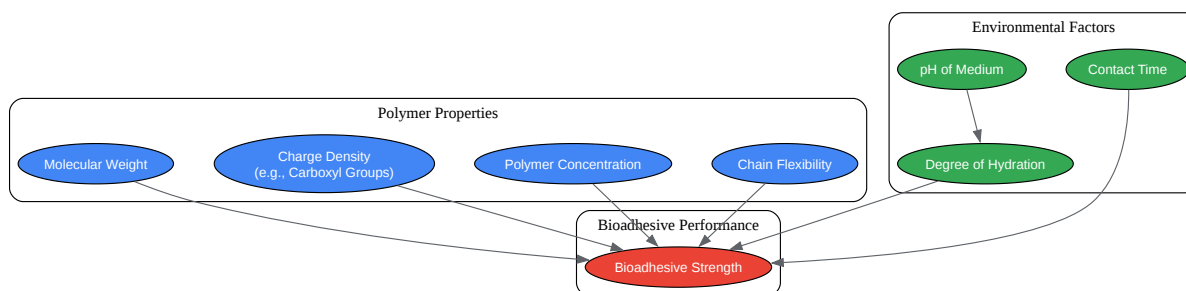 Environmental Factors
pH of Medium
Contact Time
Polymer Properties
Molecular Weight
Charge Density
(e.g., Carboxyl Groups)
Polymer Concentration
Chain Flexibility
Degree of Hydration
Bioadhesive Performance
Bioadhesive Strength